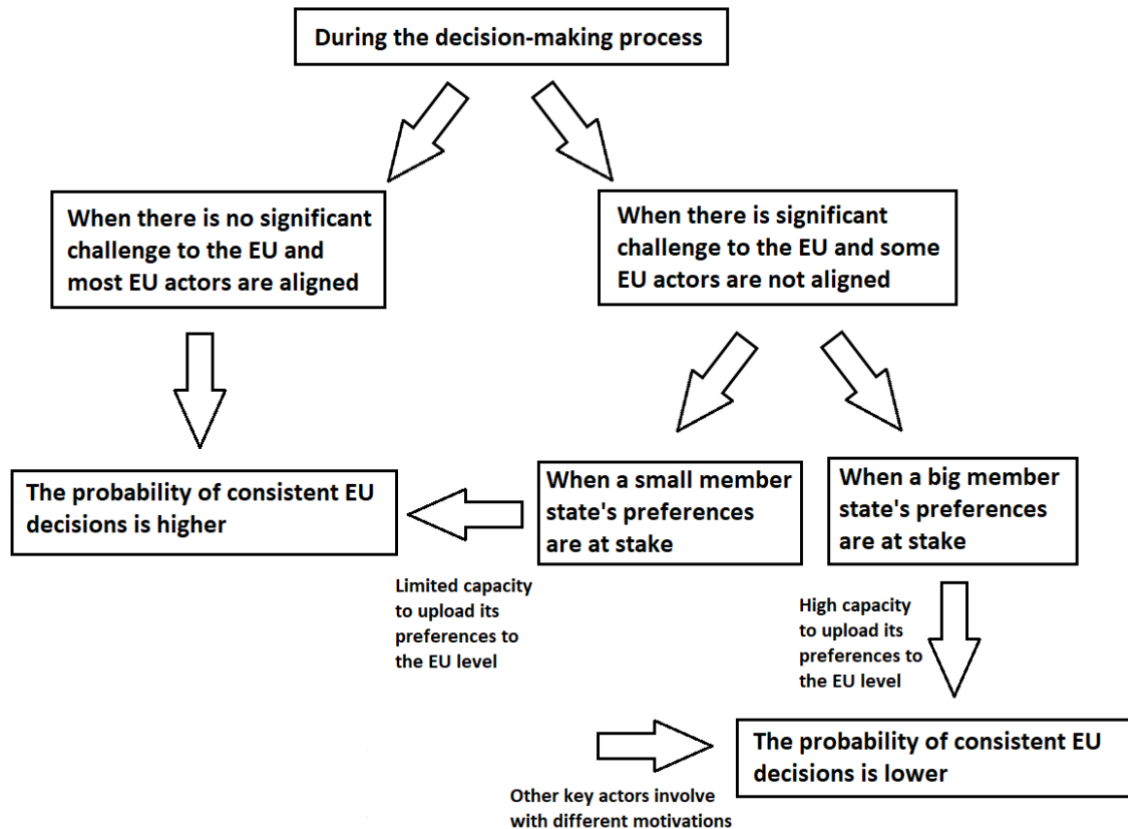 During the decision-making process
When there is no significant
challenge to the EU and
most EU actors are aligned
When there is significant
challenge to the EU and some
EU actors are not aligned
The probability of consistent EU
decisions is higher
When a small member
state's preferences
are at stake
When a big member
state's preferences
are at stake
Limited capacity
to upload its
preferences to
the EU level
High capacity
to upload its
preferences to
the EU level
The probability of consistent EU
decisions is lower
Other key actors involve
with different motivations